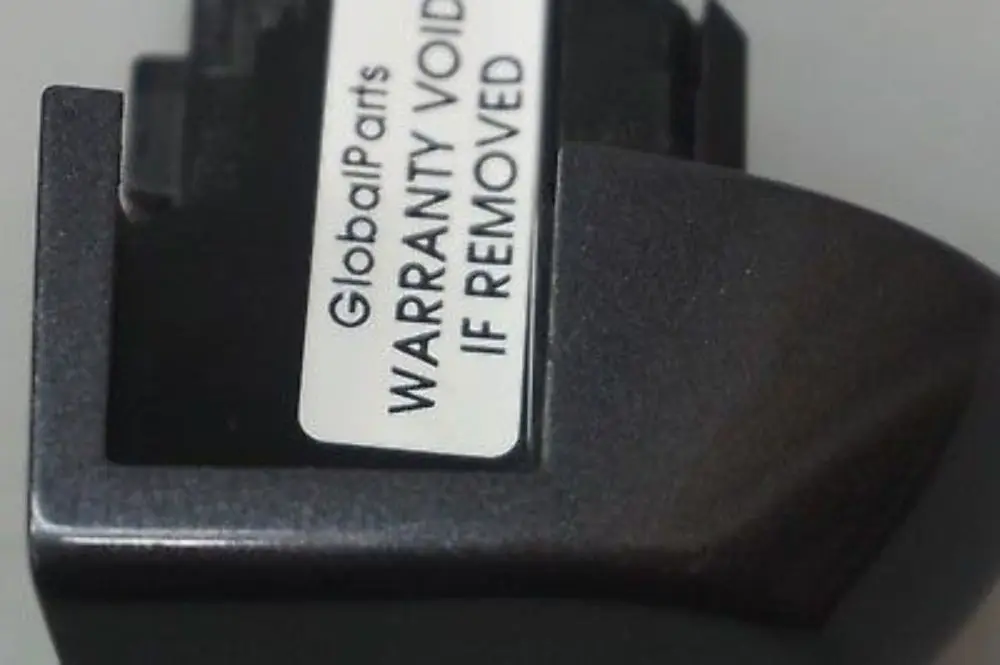 GlobalParts
WARRANTY VOID
IF REMOVED